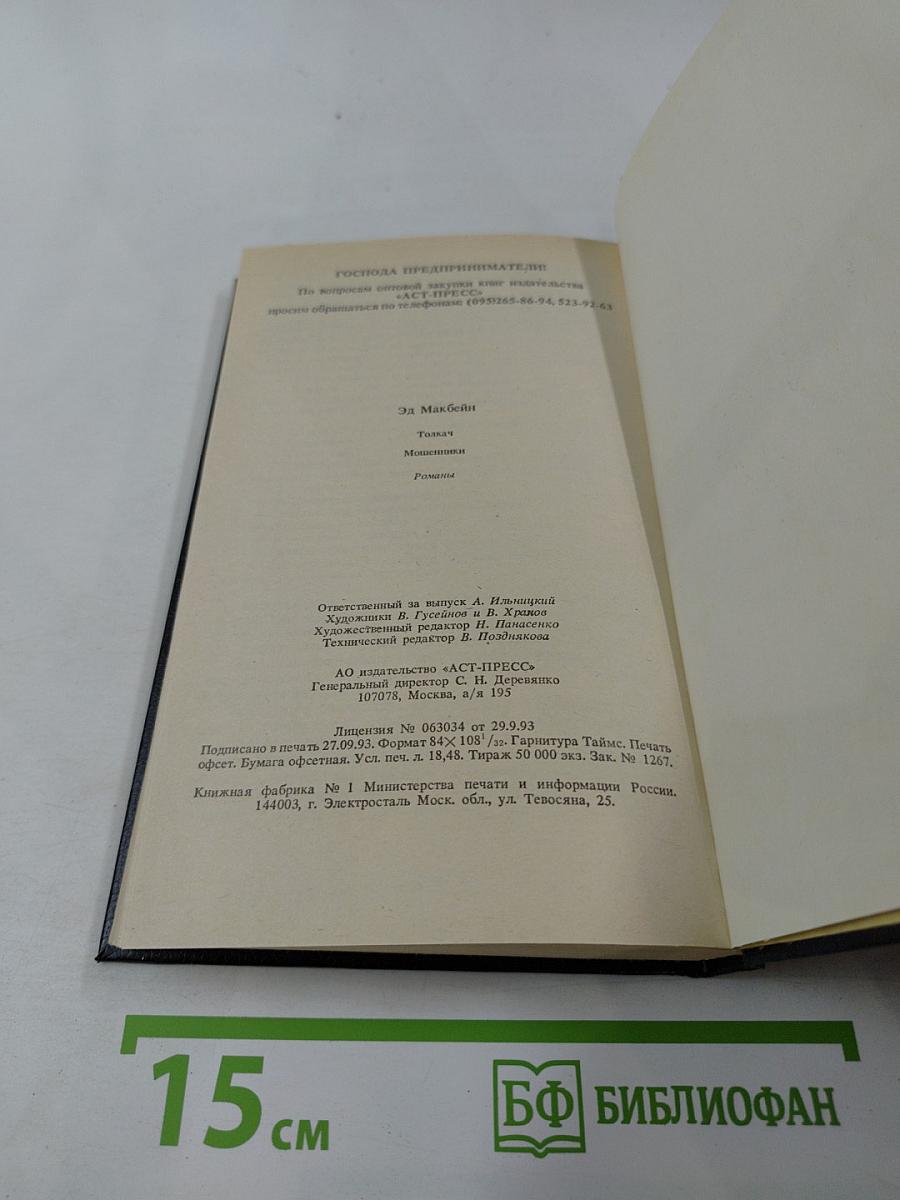 ГОСПОДА ПРЕДПРИНИМАТЕЛИ!
По вопросам оптовой закупки книг издательства
«АСТ-ПРЕСС»
просим обращаться по телефонам: (095)265-86-94, 523-92-63
Эд Макбейн
Толкач
Мошенники
Романы
Ответственный за выпуск А. Ильницкий
Художники В. Гусейнов и В. Храмов
Художественный редактор Н. Панасенко
Технический редактор В. Позднякова
АО издательство «АСТ-ПРЕСС»
Генеральный директор С. Н. Деревянко
107078, Москва, а/я 195
Лицензия № 063034 от 29.9.93
Подписано в печать 27.09.93. Формат 84×108¹/₃₂. Гарнитура Таймс. Печать
офсет. Бумага офсетная. Усл. печ. л. 18,48. Тираж 50 000 экз. Зак. № 1267.
Книжная фабрика № 1 Министерства печати и информации России.
144003, г. Электросталь Моск. обл., ул. Тевосяна, 25.
15 см
БФ БИБЛИОФАН